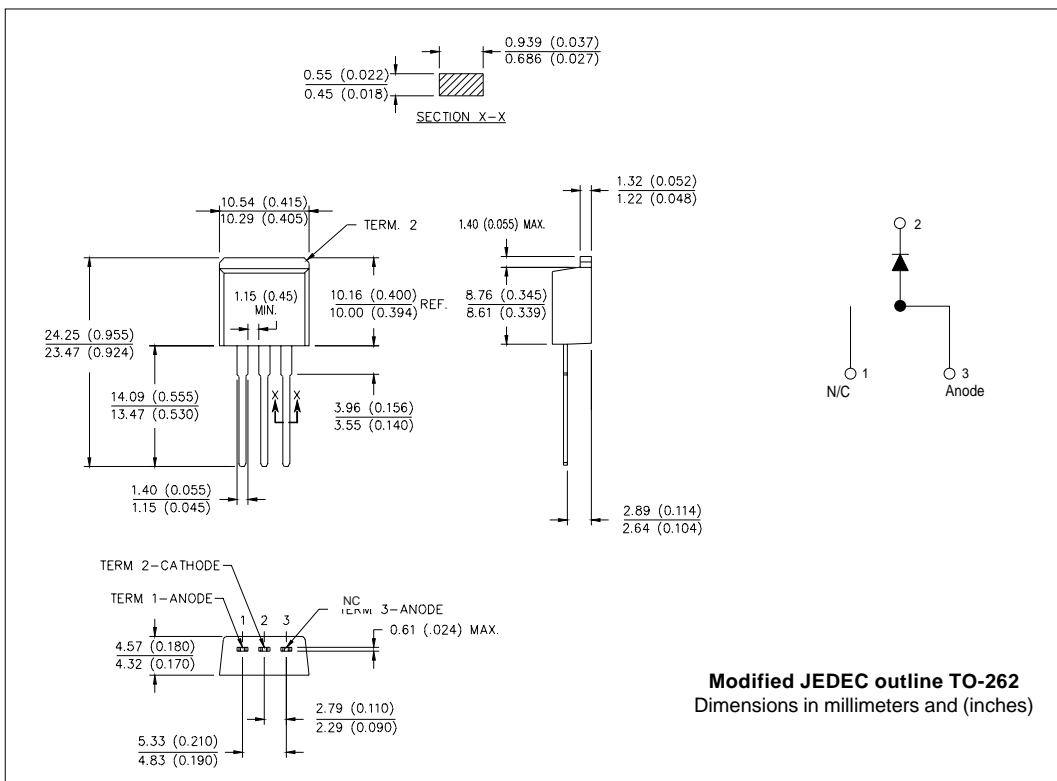 0.939 (0.037)
0.686 (0.027)
0.55 (0.022)
0.45 (0.018)
SECTION X-X
10.54 (0.415)
10.29 (0.405)
TERM. 2
1.15 (0.45)
MIN.
10.16 (0.400)
10.00 (0.394)
REF.
24.25 (0.955)
23.47 (0.924)
14.09 (0.555)
13.47 (0.530)
X X
3.96 (0.156)
3.55 (0.140)
1.40 (0.055)
1.15 (0.045)
1.32 (0.052)
1.22 (0.048)
1.40 (0.055) MAX.
8.76 (0.345)
8.61 (0.339)
2.89 (0.114)
2.64 (0.104)
2
1
N/C
3
Anode
TERM 2-CATHODE
TERM 1-ANODE
NC
3-ANODE
1 2 3
0.61 (.024) MAX.
4.57 (0.180)
4.32 (0.170)
2.79 (0.110)
2.29 (0.090)
5.33 (0.210)
4.83 (0.190)
Modified JEDEC outline TO-262
Dimensions in millimeters and (inches)